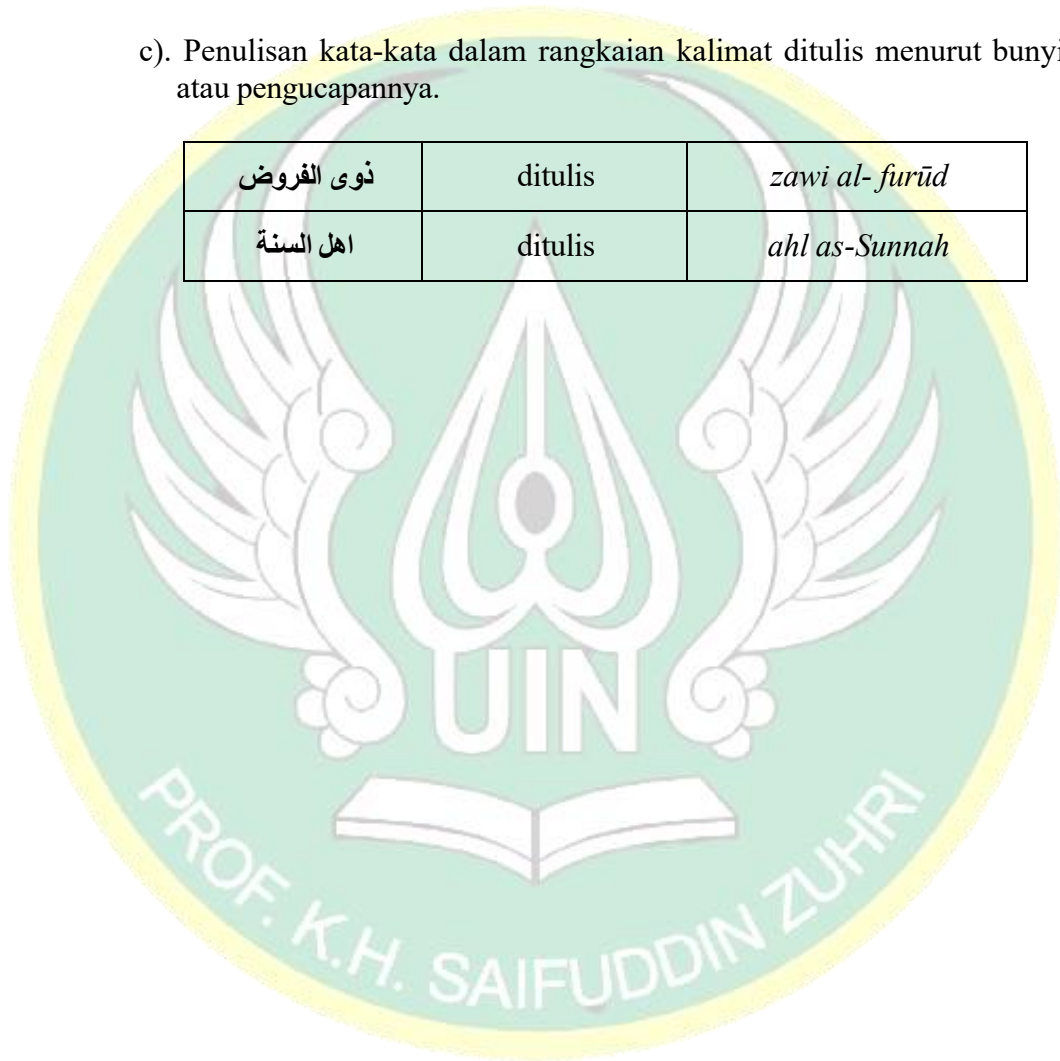 c). Penulisan kata-kata dalam rangkaian kalimat ditulis menurut bunyi
atau pengucapannya.
ذوى الفروض ditulis zawi al- furūd
اهل السنة ditulis ahl as-Sunnah
UIN
PROF. K.H. SAIFUDDIN ZUHRI